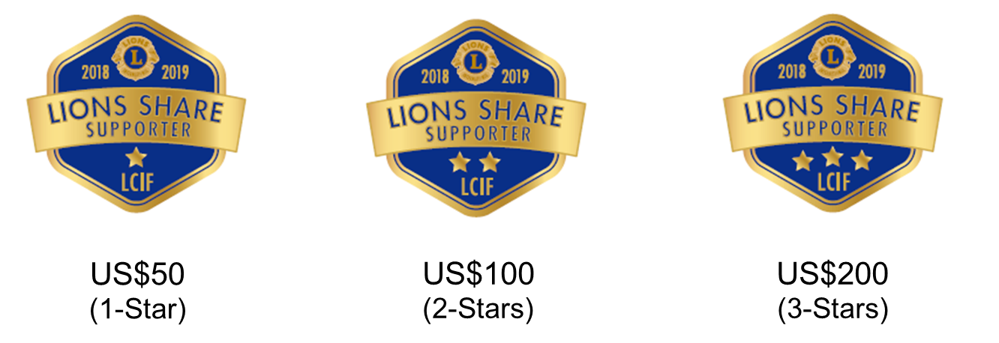 LIONS
L
2018 2019
LIONS SHARE
SUPPORTER
LCIF
US$50
(1-Star)
LIONS
L
2018 2019
LIONS SHARE
SUPPORTER
LCIF
US$100
(2-Stars)
LIONS
L
2018 2019
LIONS SHARE
SUPPORTER
LCIF
US$200
(3-Stars)